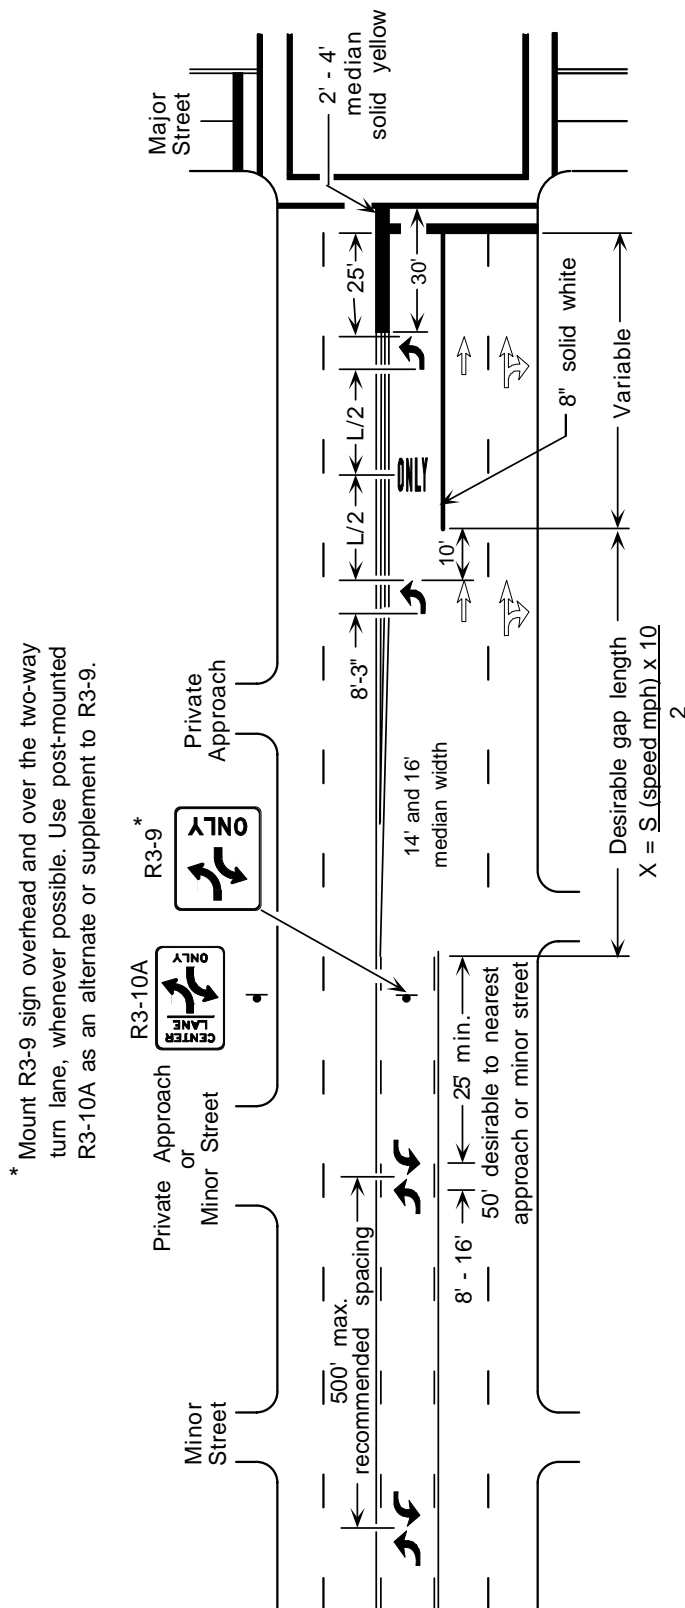 * Mount R3-9 sign overhead and over the two-way
turn lane, whenever possible. Use post-mounted
R3-10A as an alternate or supplement to R3-9.
Minor
Street
Private Approach
or
Minor Street
R3-10A
CENTER
LANE
ONLY
R3-9 *
ONLY
Private
Approach
Major
Street
2' - 4'
median
solid yellow
500' max.
recommended spacing
8'-3"
L/2
L/2
25'
30'
ONLY
14' and 16'
median width
10'
8" solid white
8' - 16'
25' min.
50' desirable to nearest
approach or minor street
Desirable gap length
X = S (speed mph) x 10
2
Variable